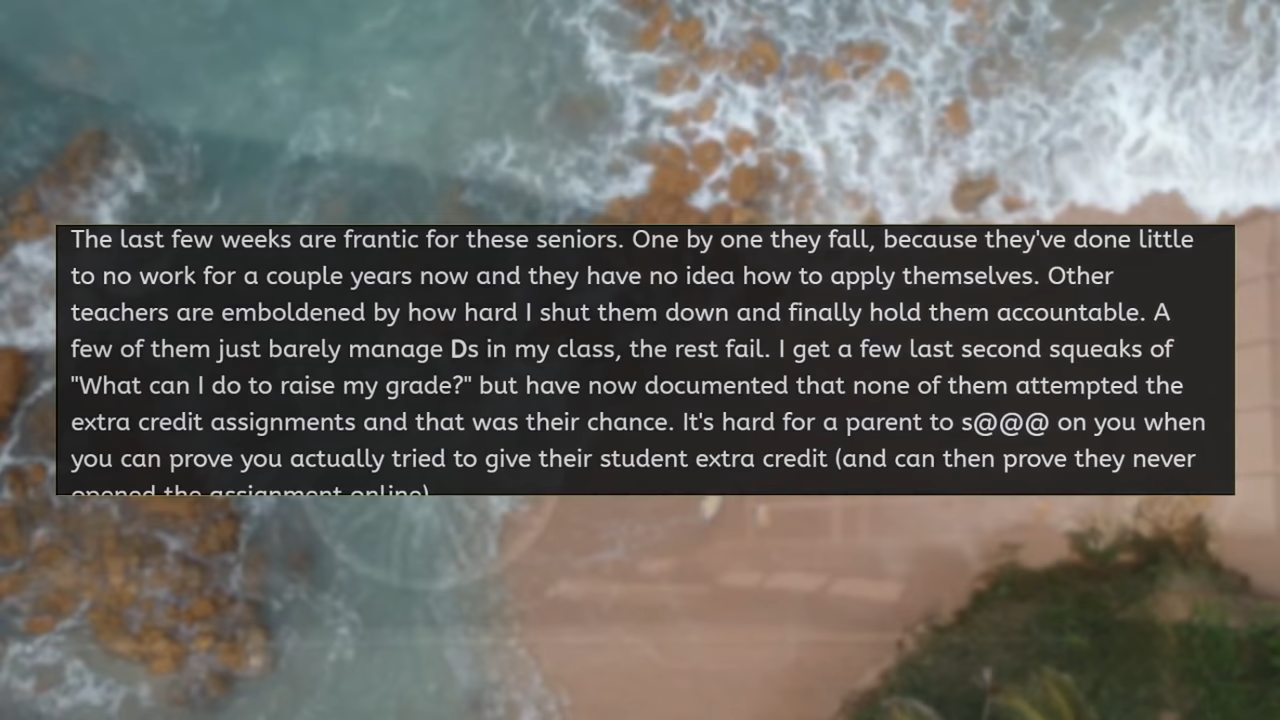 The last few weeks are frantic for these seniors. One by one they fall, because they've done little
to no work for a couple years now and they have no idea how to apply themselves. Other
teachers are emboldened by how hard I shut them down and finally hold them accountable. A
few of them just barely manage Ds in my class, the rest fail. I get a few last second squeaks of
"What can I do to raise my grade?" but have now documented that none of them attempted the
extra credit assignments and that was their chance. It's hard for a parent to s@@@ on you when
you can prove you actually tried to give their student extra credit (and can then prove they never
opened the assignment online)